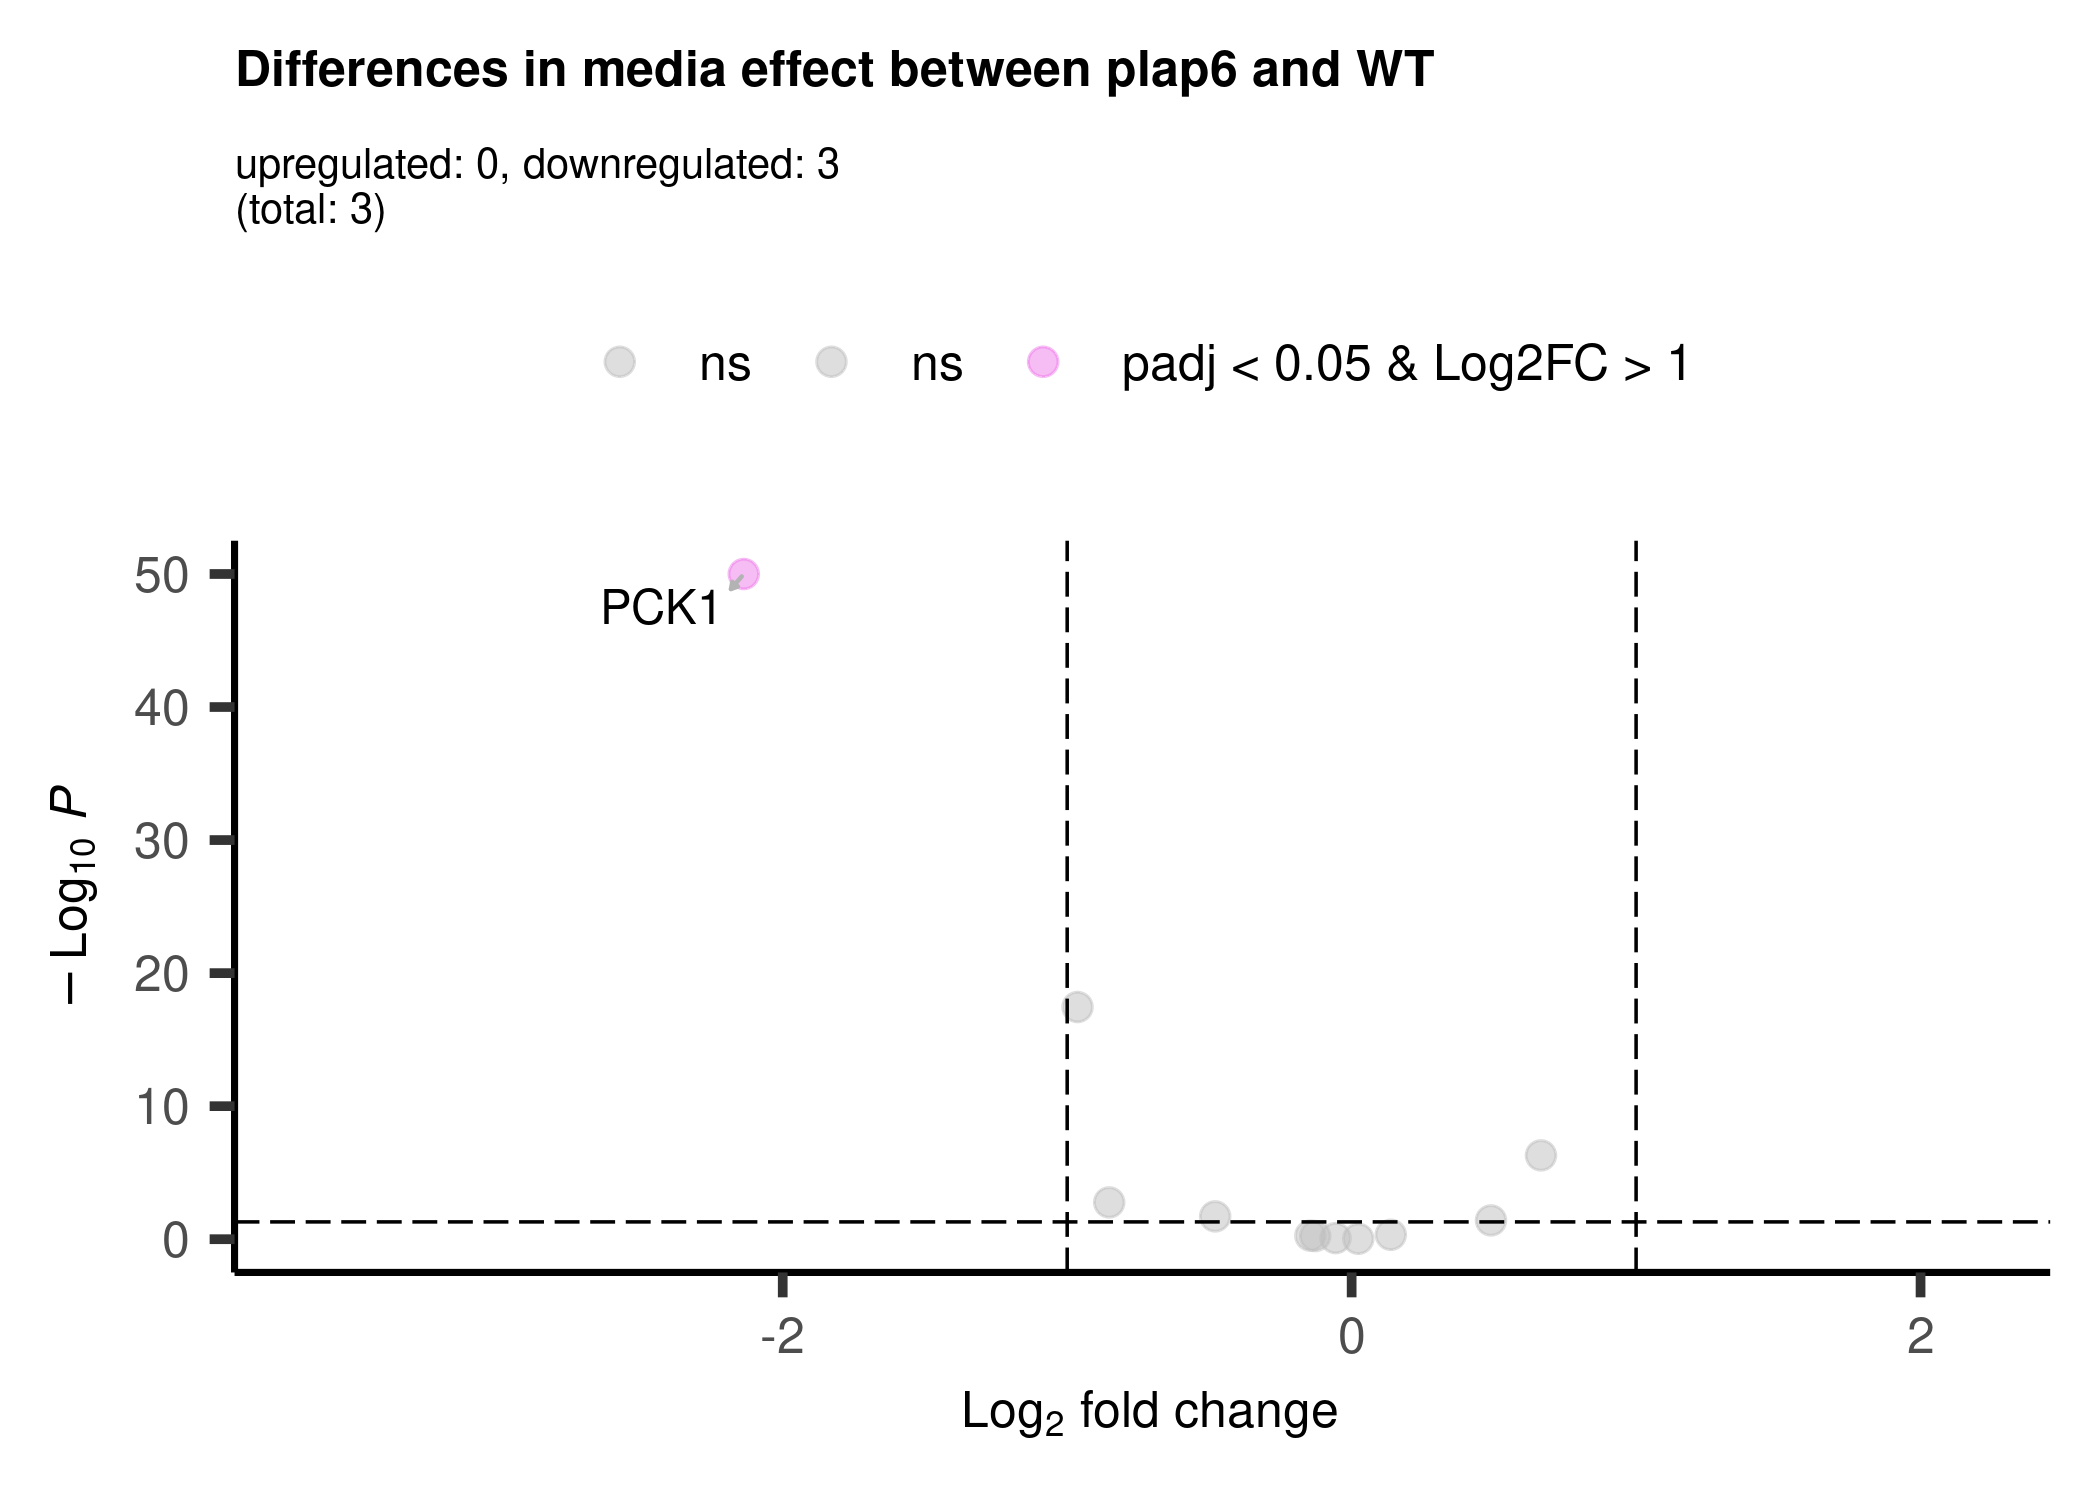 Differences in media effect between plap6 and WT
upregulated: 0, downregulated: 3
(total: 3)
ns ns padj < 0.05 & Log2FC > 1
50
40
30
20
10
0
PCK1
− Log₁₀ P
-2 0 2
Log₂ fold change